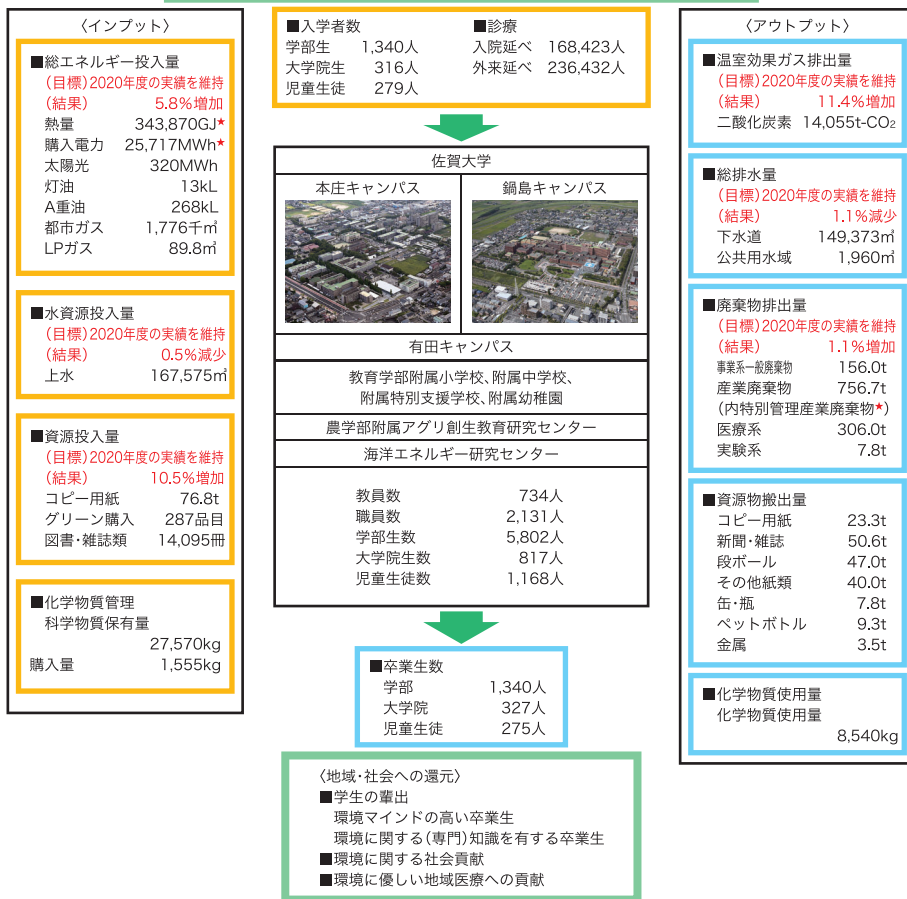 〈インプット〉
■総エネルギー投入量
(目標)2020年度の実績を維持
(結果) 5.8%増加
熱量 343,870GJ★
購入電力 25,717MWh★
太陽光 320MWh
灯油 13kL
A重油 268kL
都市ガス 1,776千㎥
LPガス 89.8㎥
■水資源投入量
(目標)2020年度の実績を維持
(結果) 0.5%減少
上水 167,575㎥
■資源投入量
(目標)2020年度の実績を維持
(結果) 10.5%増加
コピー用紙 76.8t
グリーン購入 287品目
図書・雑誌類 14,095冊
■化学物質管理
科学物質保有量
27,570kg
購入量 1,555kg
■入学者数
学部生 1,340人
大学院生 316人
児童生徒 279人
■診療
入院延べ 168,423人
外来延べ 236,432人
佐賀大学
本庄キャンパス
鍋島キャンパス
有田キャンパス
教育学部附属小学校、附属中学校、
附属特別支援学校、附属幼稚園
農学部附属アグリ創生教育研究センター
海洋エネルギー研究センター
教員数 734人
職員数 2,131人
学部生数 5,802人
大学院生数 817人
児童生徒数 1,168人
■卒業生数
学部 1,340人
大学院 327人
児童生徒 275人
〈地域・社会への還元〉
■学生の輩出
環境マインドの高い卒業生
環境に関する(専門)知識を有する卒業生
■環境に関する社会貢献
■環境に優しい地域医療への貢献
〈アウトプット〉
■温室効果ガス排出量
(目標)2020年度の実績を維持
(結果) 11.4%増加
二酸化炭素 14,055t-CO₂
■総排水量
(目標)2020年度の実績を維持
(結果) 1.1%減少
下水道 149,373㎥
公共用水域 1,960㎥
■廃棄物排出量
(目標)2020年度の実績を維持
(結果) 1.1%増加
事業系一般廃棄物 156.0t
産業廃棄物 756.7t
(内特別管理産業廃棄物★)
医療系 306.0t
実験系 7.8t
■資源物搬出量
コピー用紙 23.3t
新聞・雑誌 50.6t
段ボール 47.0t
その他紙類 40.0t
缶・瓶 7.8t
ペットボトル 9.3t
金属 3.5t
■化学物質使用量
化学物質使用量
8,540kg